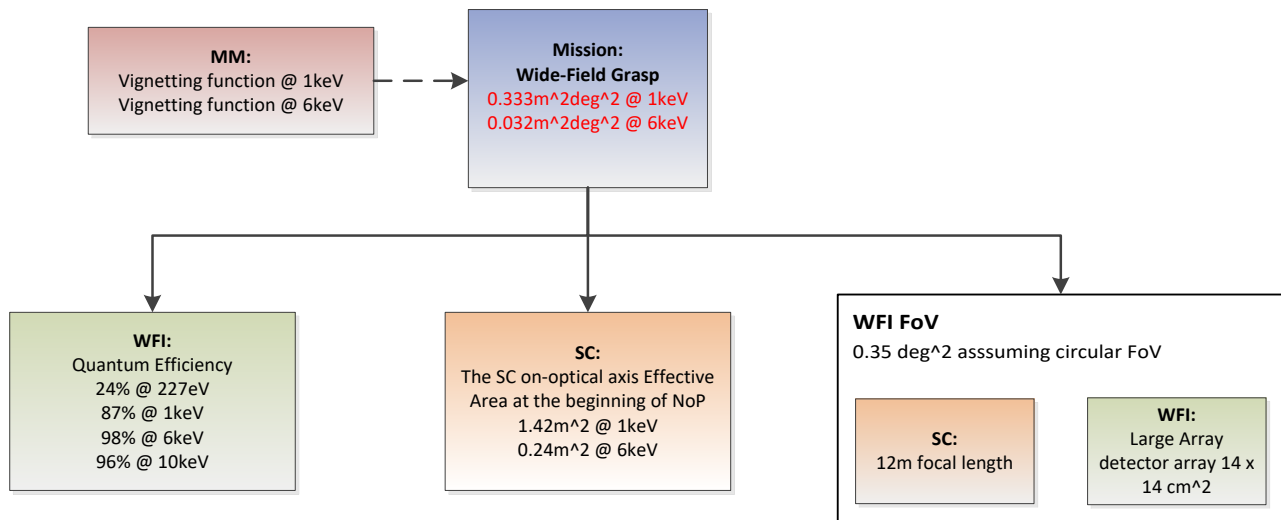 MM:
Vignetting function @ 1keV
Vignetting function @ 6keV
Mission:
Wide-Field Grasp
0.333m^2deg^2 @ 1keV
0.032m^2deg^2 @ 6keV
WFI:
Quantum Efficiency
24% @ 227eV
87% @ 1keV
98% @ 6keV
96% @ 10keV
SC:
The SC on-optical axis Effective
Area at the beginning of NoP
1.42m^2 @ 1keV
0.24m^2 @ 6keV
WFI FoV
0.35 deg^2 asssuming circular FoV
SC:
12m focal length
WFI:
Large Array
detector array 14 x
14 cm^2